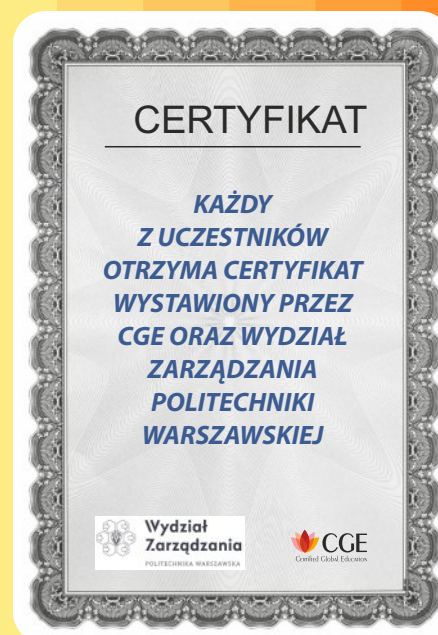 CERTYFIKAT
KAŻDY
Z UCZESTNIKÓW
OTRZYMA CERTYFIKAT
WYSTAWIONY PRZEZ
CGE ORAZ WYDZIAŁ
ZARZĄDZANIA
POLITECHNIKI
WARSZAWSKIEJ
Wydział
Zarządzania
POLITECHNIKA WARSZAWSKA
CGE
Certified Global Education